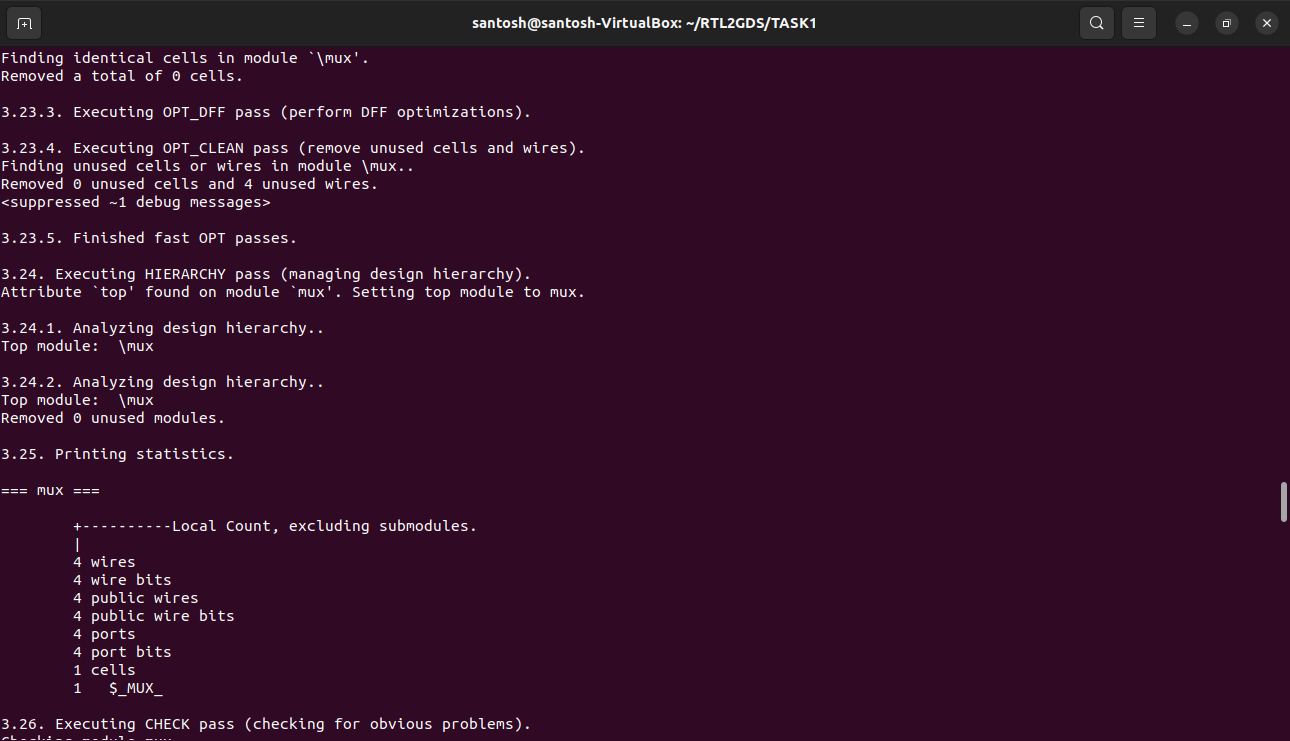 santosh@santosh-VirtualBox: ~/RTL2GDS/TASK1
Finding identical cells in module `\mux'.
Removed a total of 0 cells.
3.23.3. Executing OPT_DFF pass (perform DFF optimizations).
3.23.4. Executing OPT_CLEAN pass (remove unused cells and wires).
Finding unused cells or wires in module \mux..
Removed 0 unused cells and 4 unused wires.
<suppressed ~1 debug messages>
3.23.5. Finished fast OPT passes.
3.24. Executing HIERARCHY pass (managing design hierarchy).
Attribute `top' found on module `mux'. Setting top module to mux.
3.24.1. Analyzing design hierarchy..
Top module:  \mux
3.24.2. Analyzing design hierarchy..
Top module:  \mux
Removed 0 unused modules.
3.25. Printing statistics.
=== mux ===
+----------Local Count, excluding submodules.
|
4 wires
4 wire bits
4 public wires
4 public wire bits
4 ports
4 port bits
1 cells
1   $_MUX_
3.26. Executing CHECK pass (checking for obvious problems).